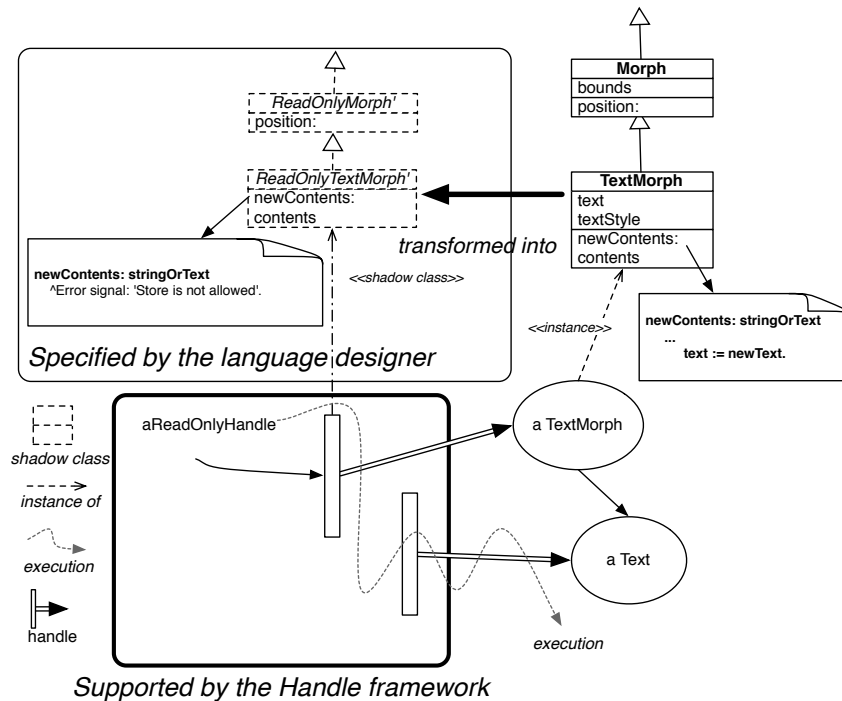 Morph
bounds
position:
ReadOnlyMorph'
position:
ReadOnlyTextMorph'
newContents:
contents
TextMorph
text
textStyle
newContents:
contents
transformed into
newContents: stringOrText
^Error signal: 'Store is not allowed'.
<<shadow class>>
<<instance>>
newContents: stringOrText
...
text := newText.
Specified by the language designer
aReadOnlyHandle
a TextMorph
a Text
shadow class
instance of
execution
handle
execution
Supported by the Handle framework